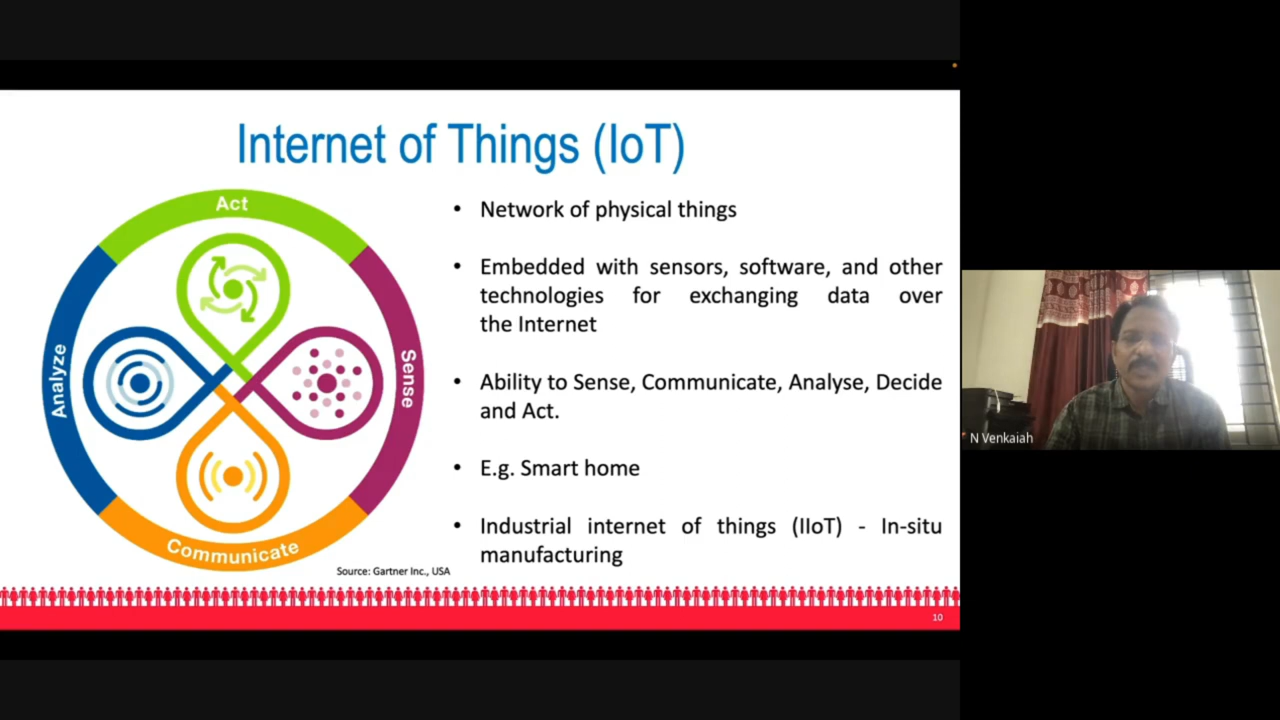 Internet of Things (IoT)
Act
Analyze
Sense
Communicate
Source: Gartner Inc., USA
• Network of physical things
• Embedded with sensors, software, and other
technologies for exchanging data over
the Internet
• Ability to Sense, Communicate, Analyse, Decide
and Act.
• E.g. Smart home
• Industrial internet of things (IIoT) - In-situ
manufacturing
10
N Venkaiah